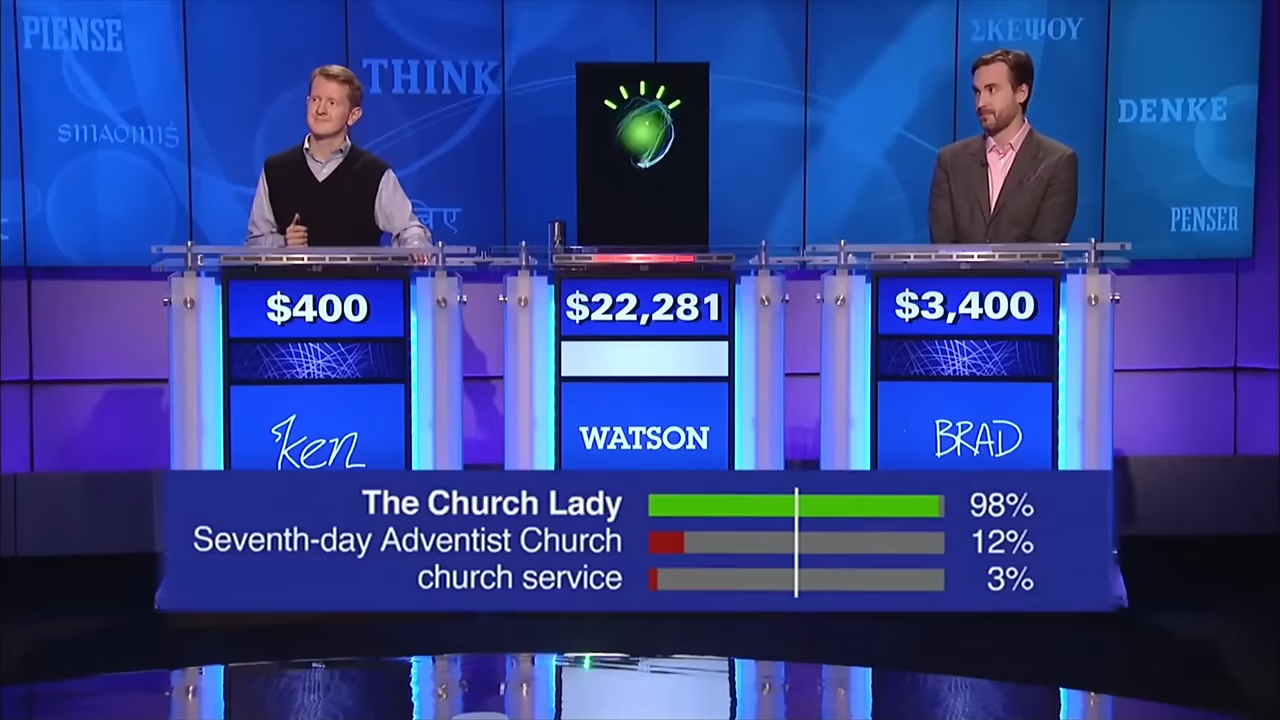 PIENSE
THINK
ΣΚΕΨΟΥ
DENKE
PENSER
$400
$22,281
$3,400
Ken
WATSON
BRAD
The Church Lady 98%
Seventh-day Adventist Church 12%
church service 3%